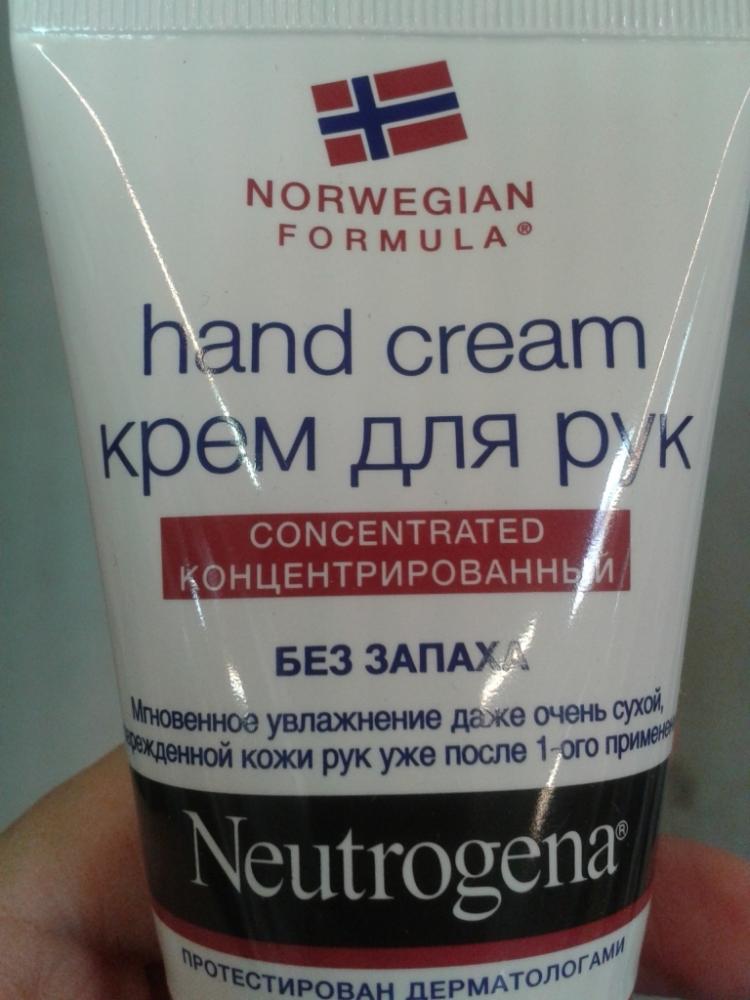 NORWEGIAN
FORMULA®
hand cream
крем для рук
CONCENTRATED
КОНЦЕНТРИРОВАННЫЙ
БЕЗ ЗАПАХА
Мгновенное увлажнение даже очень сухой,
кожи рук уже после 1-ого
Neutrogena®
ПРОТЕСТИРОВАН ДЕРМАТОЛОГАМИ